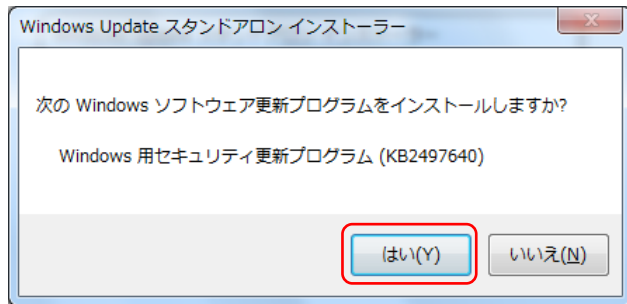 Windows Update スタンドアロン インストーラー
次の Windows ソフトウェア更新プログラムをインストールしますか?
Windows 用セキュリティ更新プログラム (KB2497640)
はい(Y) いいえ(N)